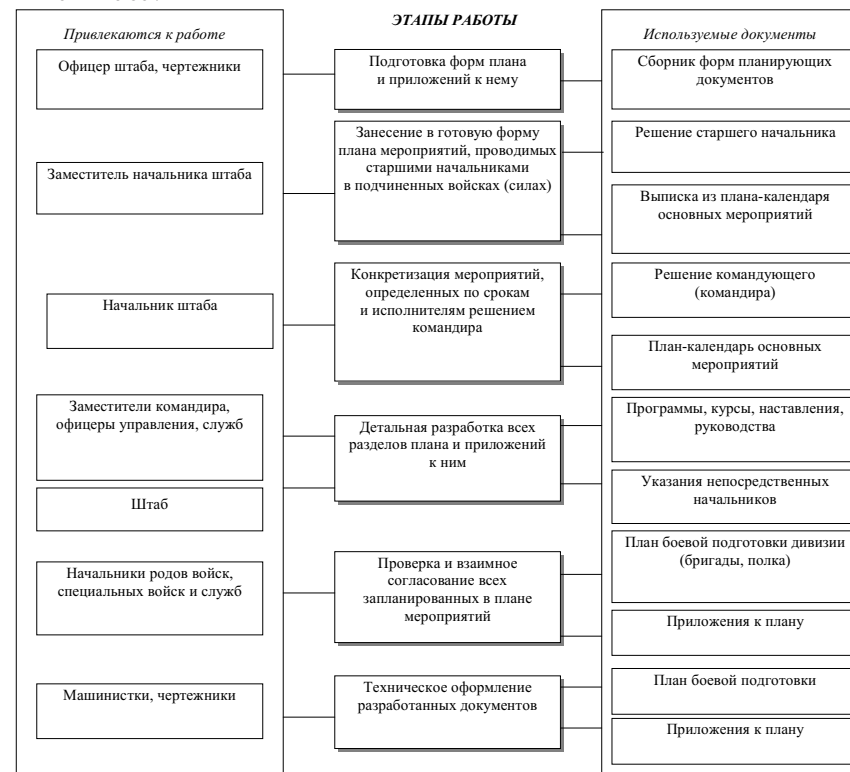 ЭТАПЫ РАБОТЫ
Привлекаются к работе
Используемые документы
Офицер штаба, чертежники
Подготовка форм плана
и приложений к нему
Сборник форм планирующих
документов
Заместитель начальника штаба
Занесение в готовую форму
плана мероприятий, проводимых
старшими начальниками
в подчиненных войсках (силах)
Решение старшего начальника
Выписка из плана-календаря
основных мероприятий
Начальник штаба
Конкретизация мероприятий,
определенных по срокам
и исполнителям решением
командира
Решение командующего
(командира)
План-календарь основных
мероприятий
Заместители командира,
офицеры управления, служб
Штаб
Детальная разработка всех
разделов плана и приложений
к ним
Программы, курсы, наставления,
руководства
Указания непосредственных
начальников
Начальники родов войск,
специальных войск и служб
Проверка и взаимное
согласование всех
запланированных в плане
мероприятий
План боевой подготовки дивизии
(бригады, полка)
Приложения к плану
Машинистки, чертежники
Техническое оформление
разработанных документов
План боевой подготовки
Приложения к плану